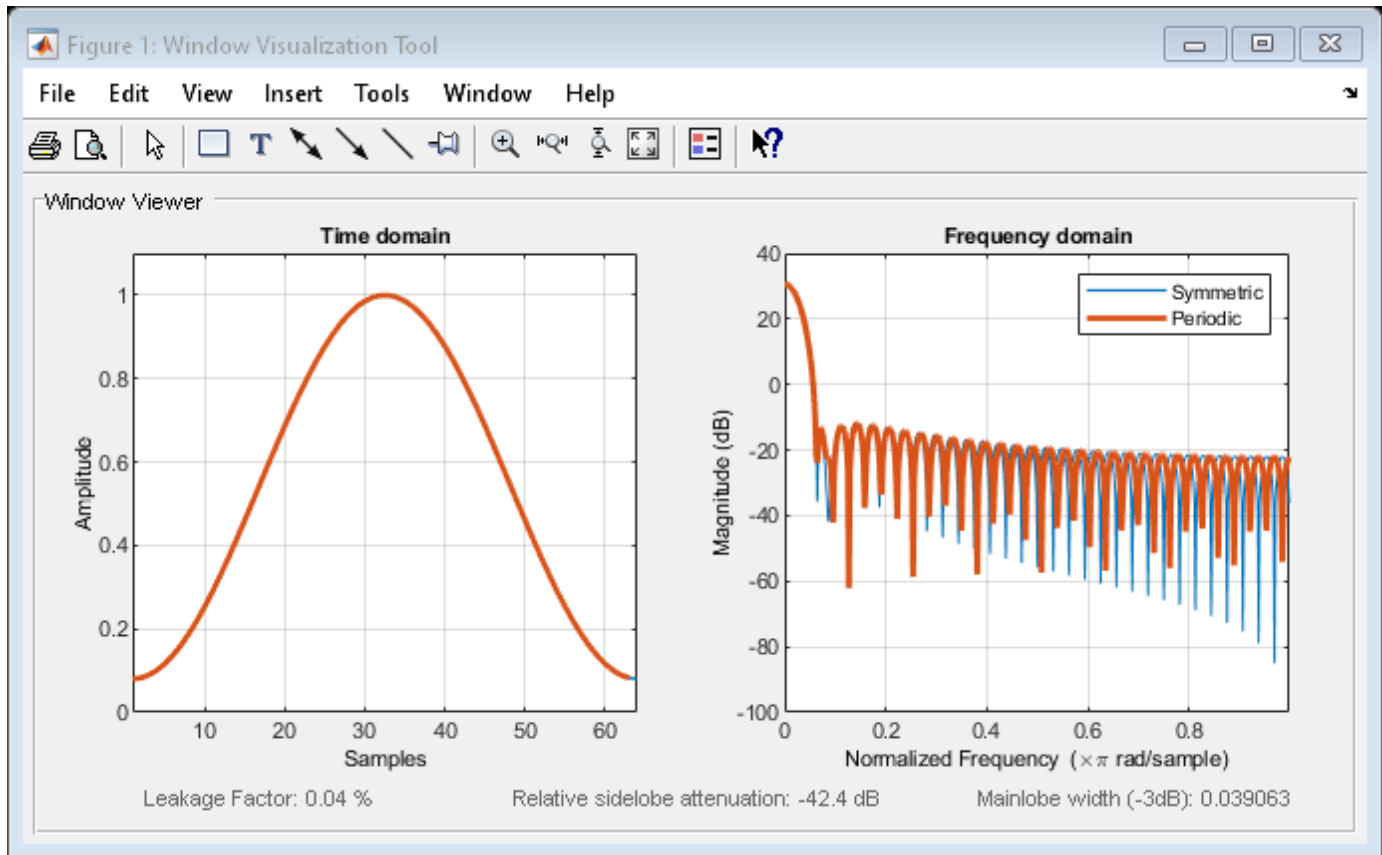 Figure 1: Window Visualization Tool
File Edit View Insert Tools Window Help
T
?
Window Viewer
Time domain
1
0.8
0.6
0.4
0.2
0
Amplitude
10 20 30 40 50 60
Samples
Frequency domain
40
20
0
-20
-40
-60
-80
-100
Magnitude (dB)
Symmetric
Periodic
0 0.2 0.4 0.6 0.8
Normalized Frequency (×π rad/sample)
Leakage Factor: 0.04 % Relative sidelobe attenuation: -42.4 dB Mainlobe width (-3dB): 0.039063